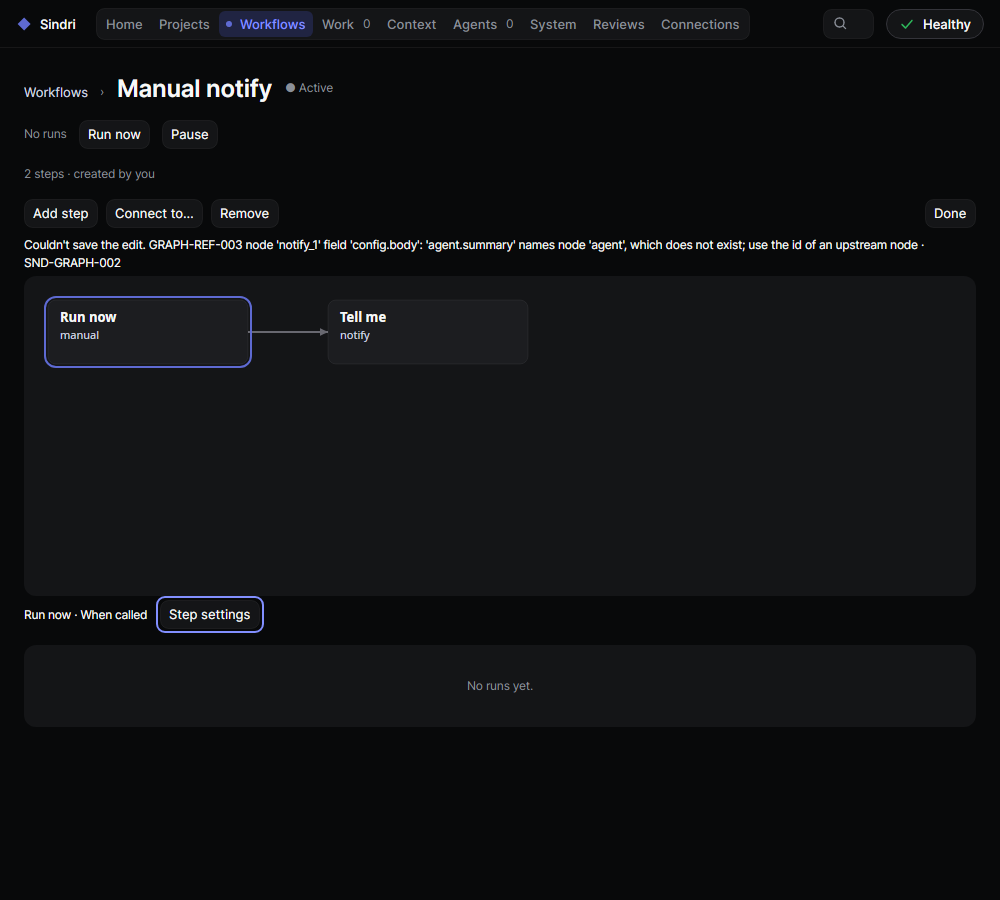 Sindri
Home Projects Workflows Work 0 Context Agents 0 System Reviews Connections
Healthy
Workflows › Manual notify Active
No runs Run now Pause
2 steps · created by you
Add step Connect to... Remove Done
Couldn't save the edit. GRAPH-REF-003 node 'notify_1' field 'config.body': 'agent.summary' names node 'agent', which does not exist; use the id of an upstream node ·
SND-GRAPH-002
Run now
manual
Tell me
notify
Run now · When called Step settings
No runs yet.